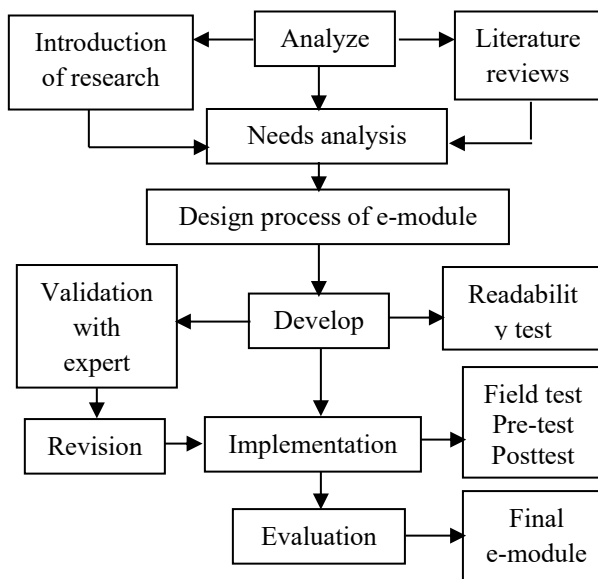 Introduction
of research
Analyze
Literature
reviews
Needs analysis
Design process of e-module
Validation
with
expert
Develop
Readabilit
y test
Revision
Implementation
Field test
Pre-test
Posttest
Evaluation
Final
e-module